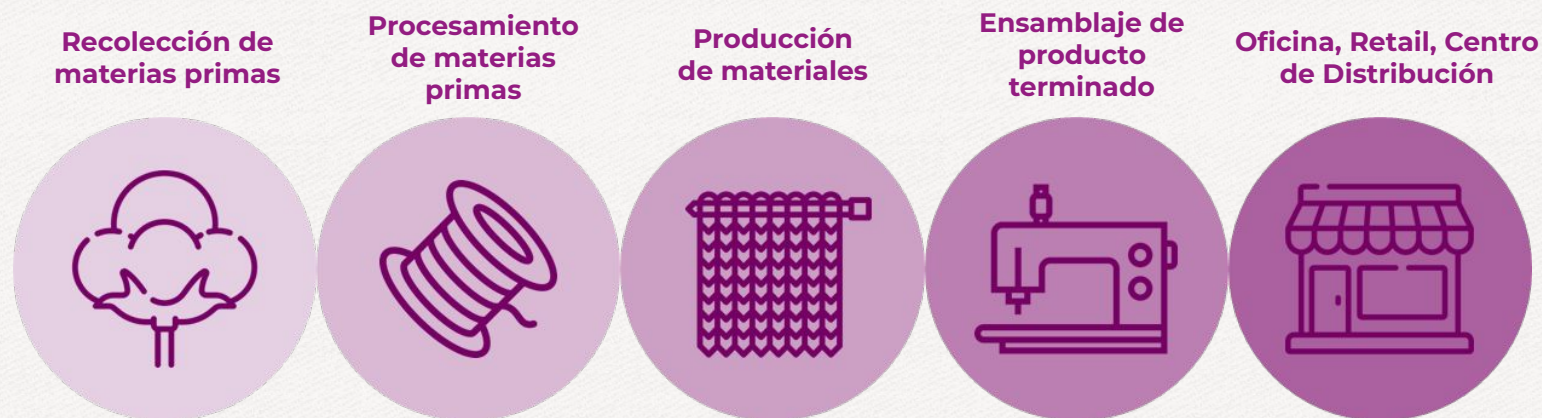 Recolección de
materias primas
Procesamiento
de materias
primas
Producción
de materiales
Ensamblaje de
producto
terminado
Oficina, Retail, Centro
de Distribución